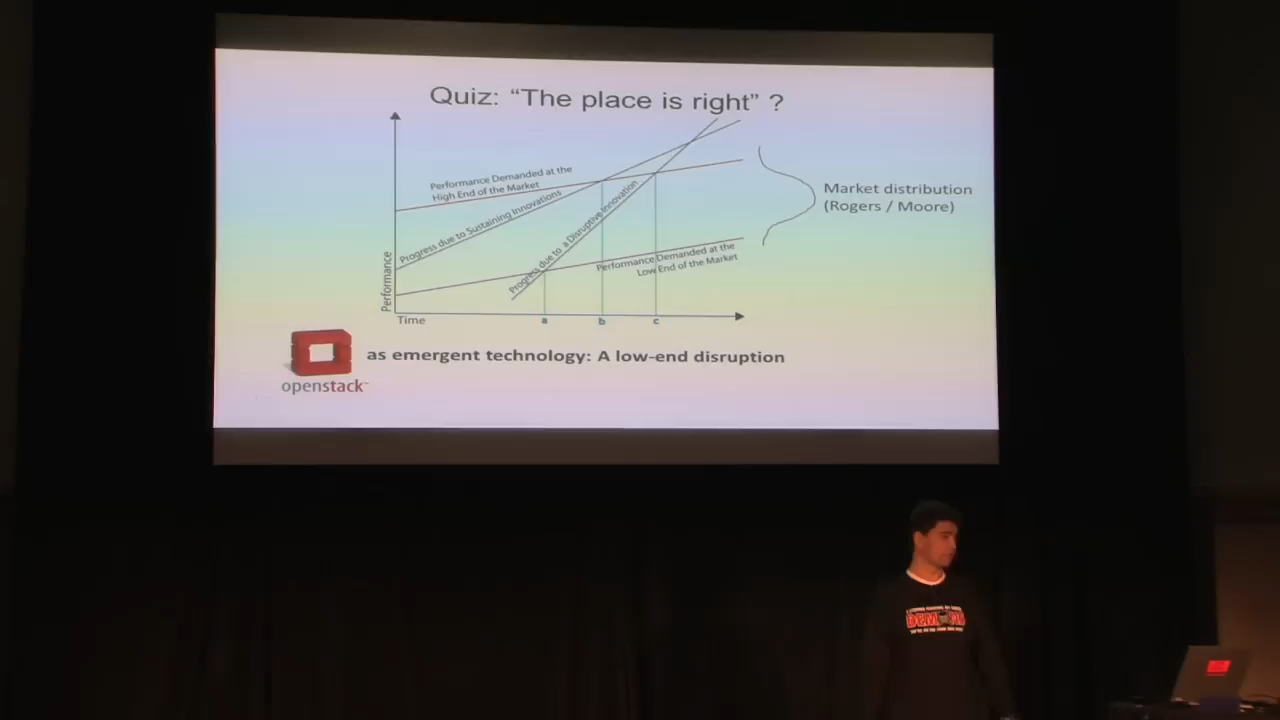 Quiz: “The place is right” ?
Performance Demanded at the
High End of the Market
Progress due to Sustaining Innovations
Progress due to a Disruptive Innovation
Performance Demanded at the
Low End of the Market
Market distribution
(Rogers / Moore)
Performance
Time
a
b
c
as emergent technology: A low-end disruption
openstack